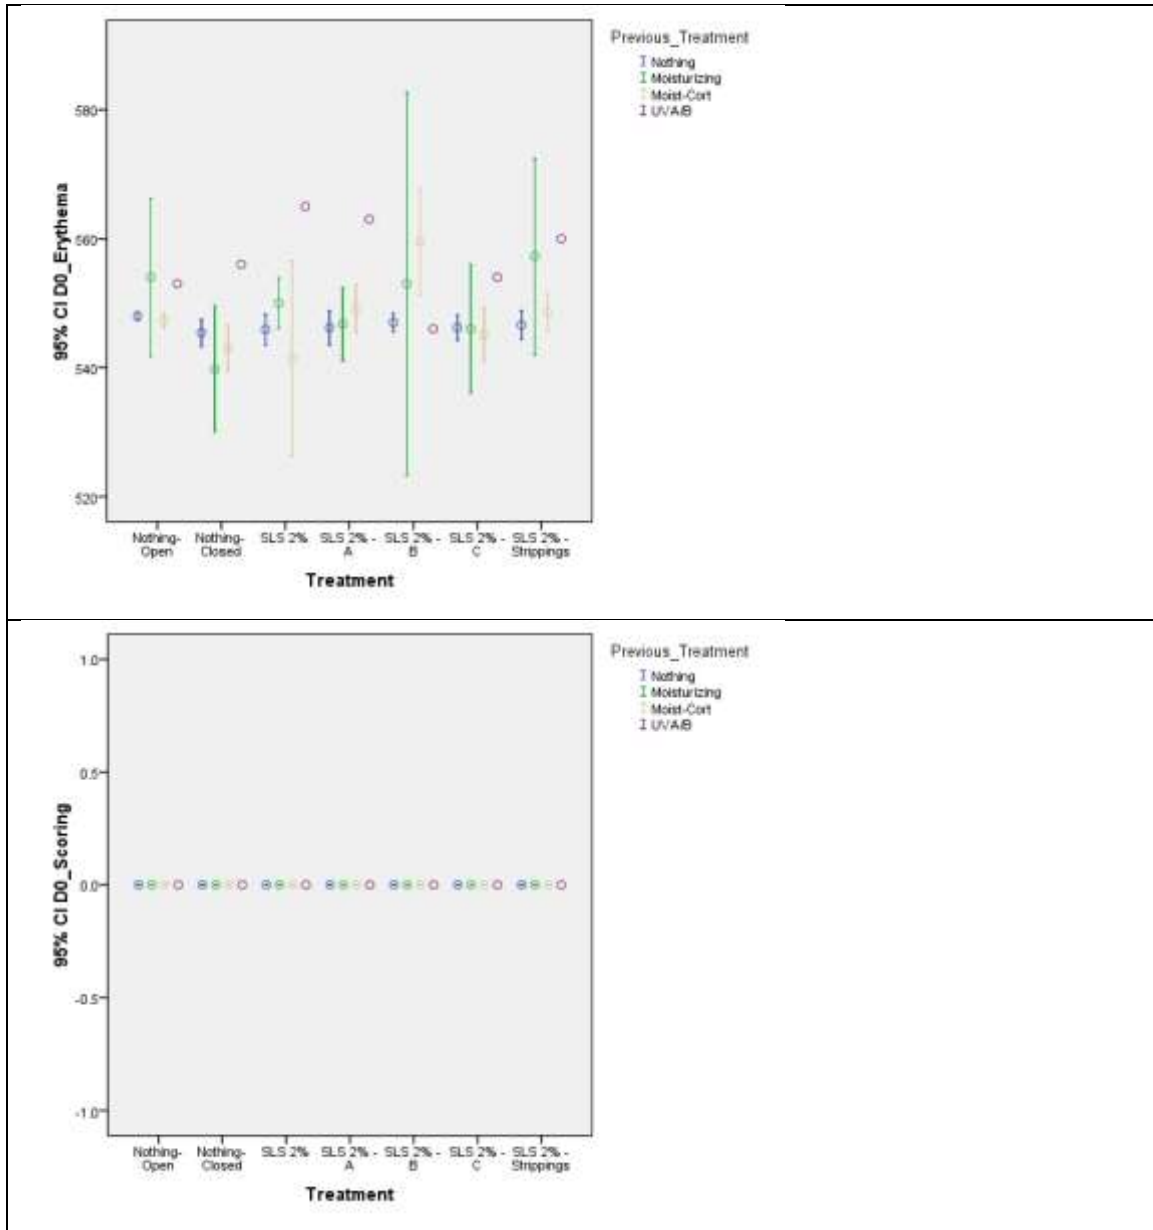 Previous_Treatment
Nothing
Moisturizing
Moist-Cort
UVA/B
95% CI D0_Erythema
580
560
540
520
Nothing-Open
Nothing-Closed
SLS 2%
SLS 2% - A
SLS 2% - B
SLS 2% - C
SLS 2% - Strippings
Treatment
Previous_Treatment
Nothing
Moisturizing
Moist-Cort
UVA/B
95% CI D0_Scoring
1.0
0.5
0.0
-0.5
-1.0
Nothing-Open
Nothing-Closed
SLS 2%
SLS 2% - A
SLS 2% - B
SLS 2% - C
SLS 2% - Strippings
Treatment